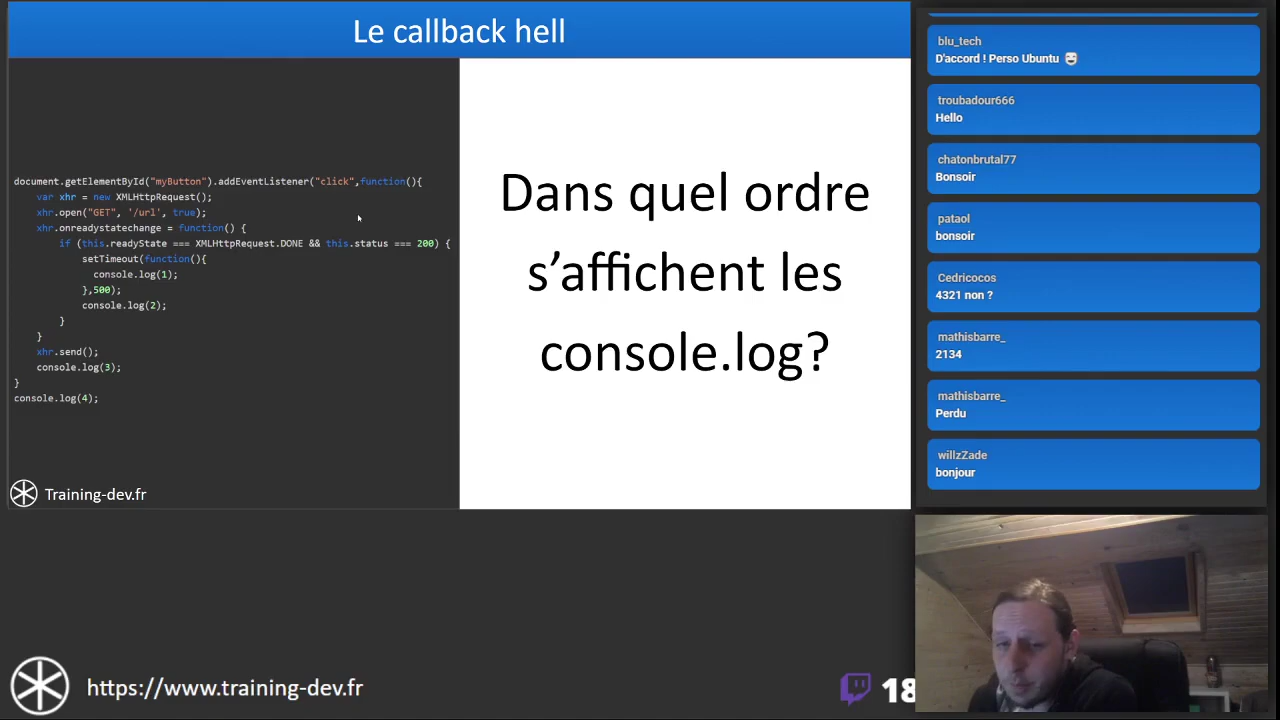 Le callback hell
document.getElementById("myButton").addEventListener("click",function(){
var xhr = new XMLHttpRequest();
xhr.open("GET", '/url', true);
xhr.onreadystatechange = function() {
if (this.readyState === XMLHttpRequest.DONE && this.status === 200) {
setTimeout(function(){
console.log(1);
},500);
console.log(2);
}
}
xhr.send();
console.log(3);
}
console.log(4);
Training-dev.fr
Dans quel ordre
s’affichent les
console.log?
blu_tech
D'accord ! Perso Ubuntu
troubadour666
Hello
chatonbrutal77
Bonsoir
pataol
bonsoir
Cedricocos
4321 non ?
mathisbarre_
2134
mathisbarre_
Perdu
willzZade
bonjour
https://www.training-dev.fr
18